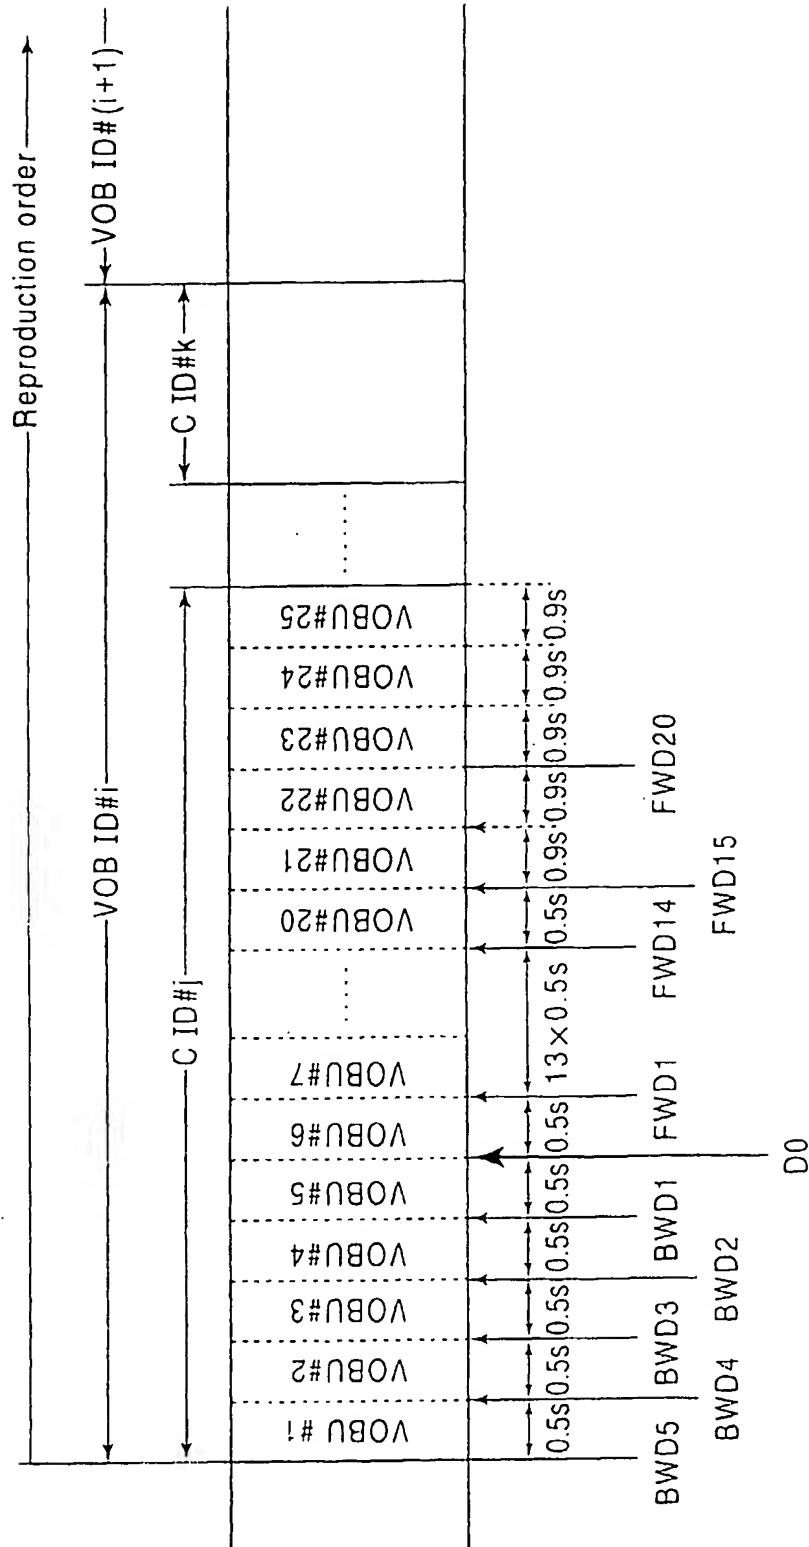 Reproduction order
VOB ID#i
VOB ID#(i+1)
C ID#j
C ID#k
VOBU #1
VOBU#2
VOBU#3
VOBU#4
VOBU#5
VOBU#6
VOBU#7
........
VOBU#20
VOBU#21
VOBU#22
VOBU#23
VOBU#24
VOBU#25
........
0.5s 0.5s 0.5s 0.5s 0.5s 0.5s 13×0.5s 0.5s 0.9s 0.9s 0.9s 0.9s 0.9s
BWD5
BWD4
BWD3
BWD2
BWD1
D0
FWD1
FWD14
FWD15
FWD20